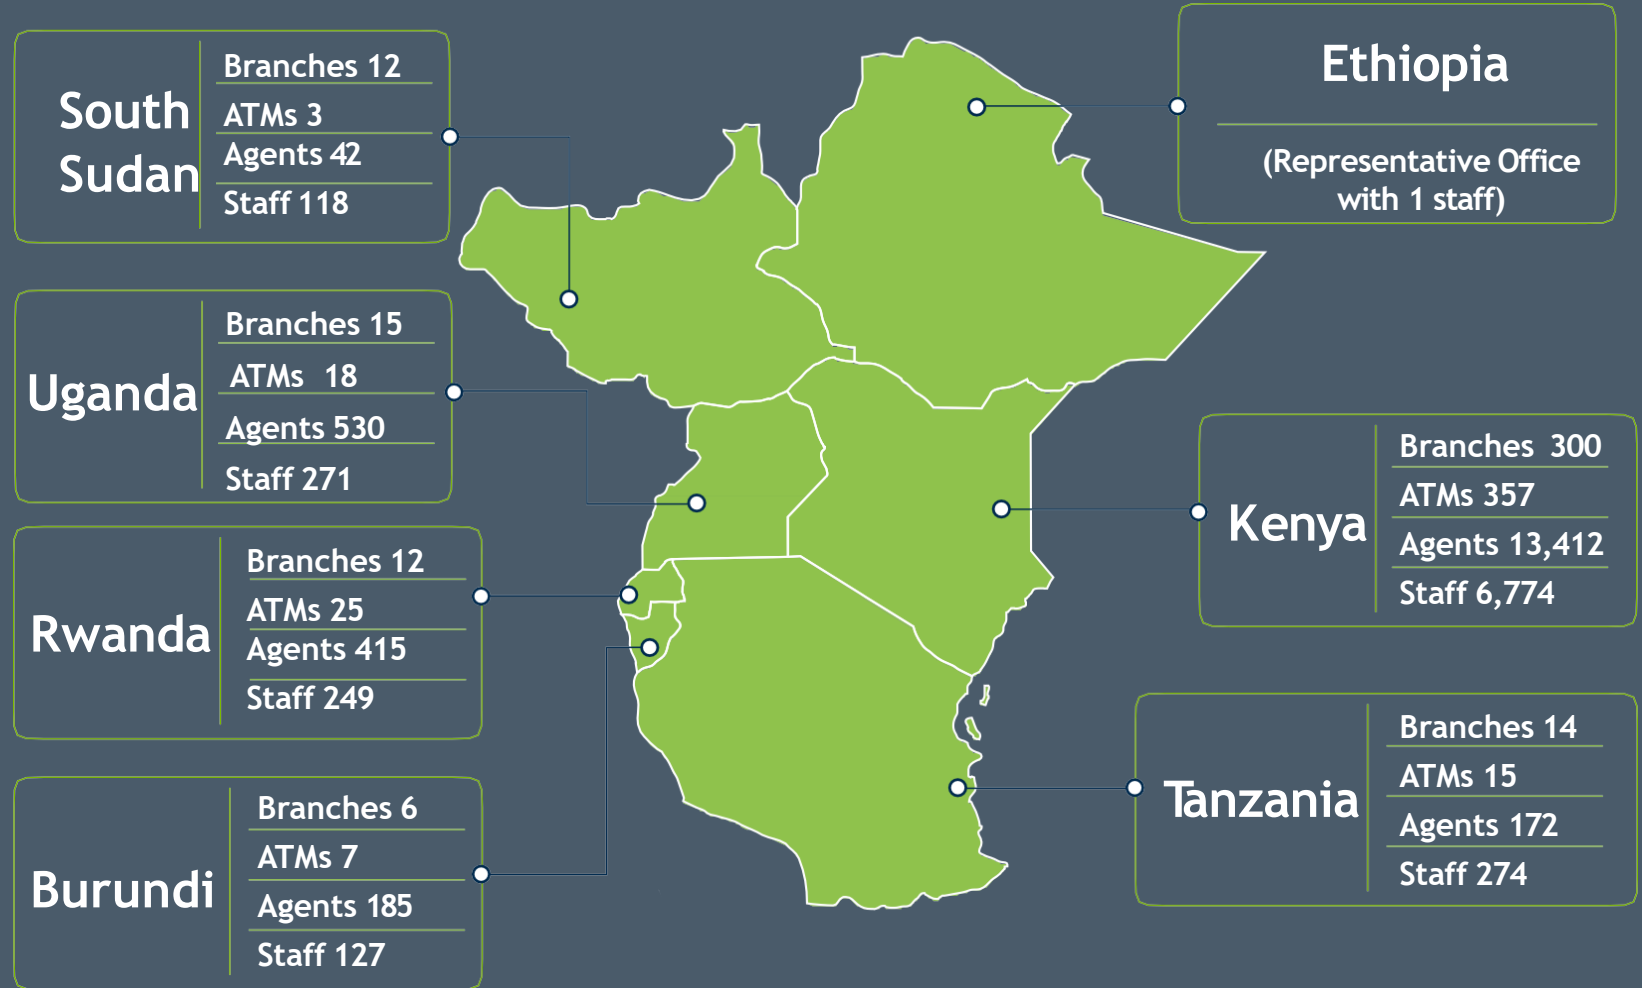 South
Sudan
Branches 12
ATMs 3
Agents 42
Staff 118
Ethiopia
(Representative Office
with 1 staff)
Uganda
Branches 15
ATMs 18
Agents 530
Staff 271
Kenya
Branches 300
ATMs 357
Agents 13,412
Staff 6,774
Rwanda
Branches 12
ATMs 25
Agents 415
Staff 249
Tanzania
Branches 14
ATMs 15
Agents 172
Staff 274
Burundi
Branches 6
ATMs 7
Agents 185
Staff 127